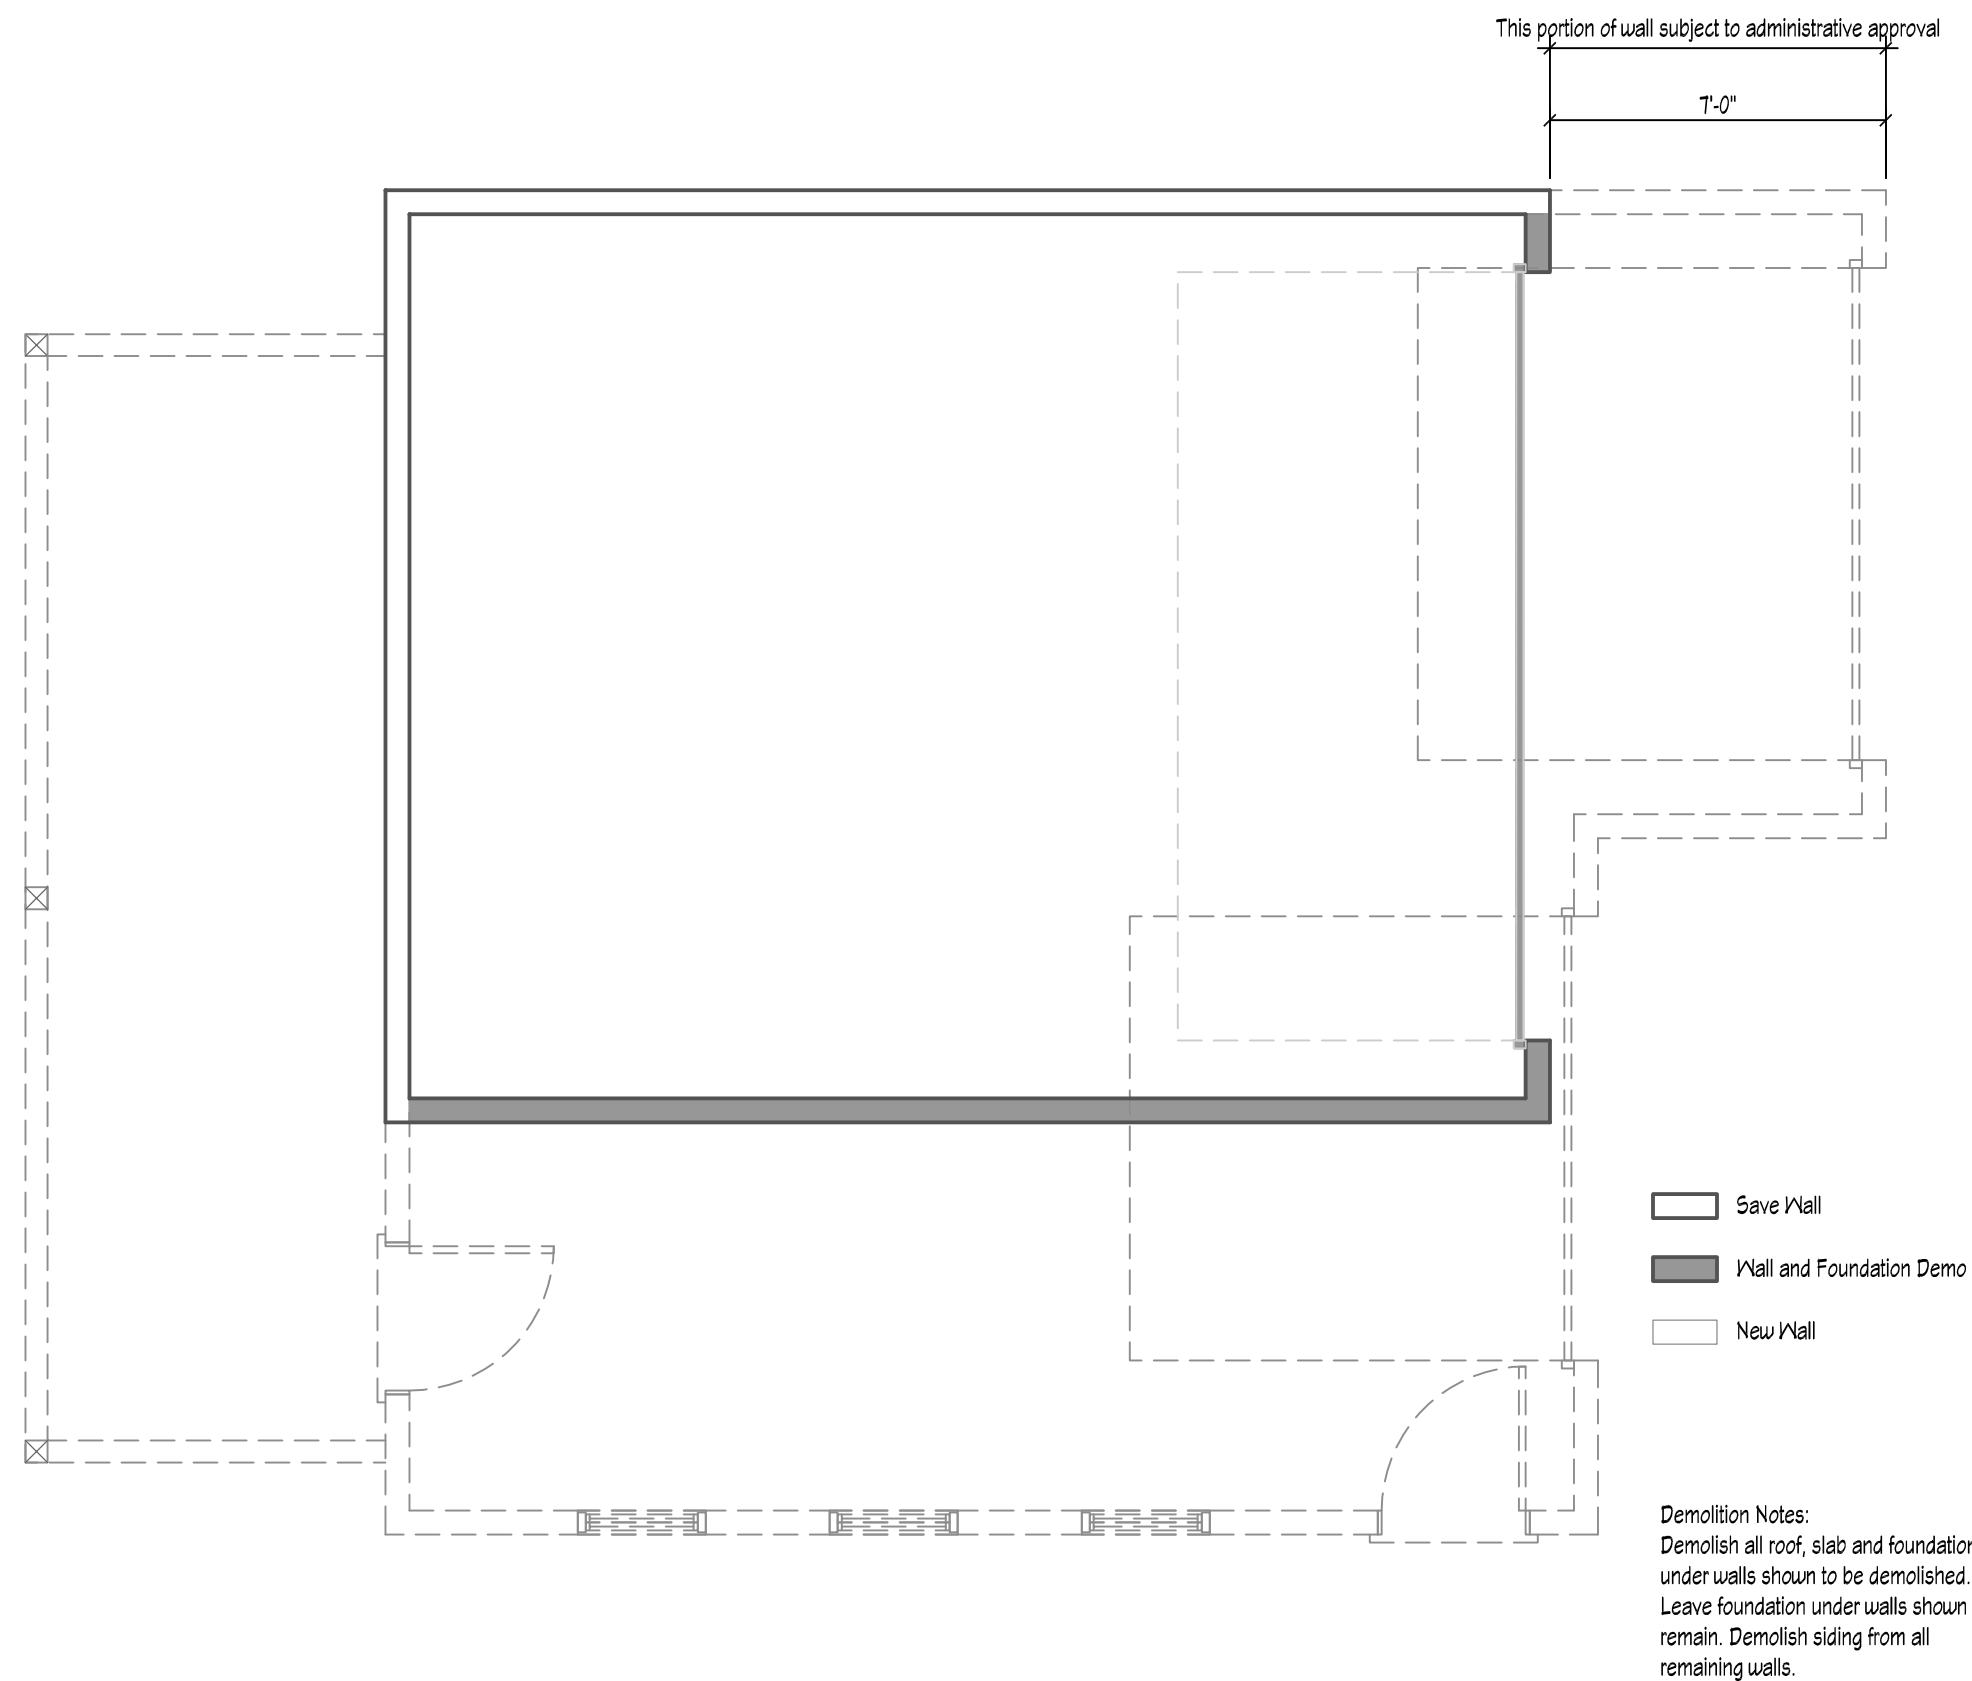 This portion of wall subject to administrative approval
7'-0"
Save Wall
Wall and Foundation Demo
New Wall
Demolition Notes:
Demolish all roof, slab and foundation
under walls shown to be demolished.
Leave foundation under walls shown
remain. Demolish siding from all
remaining walls.